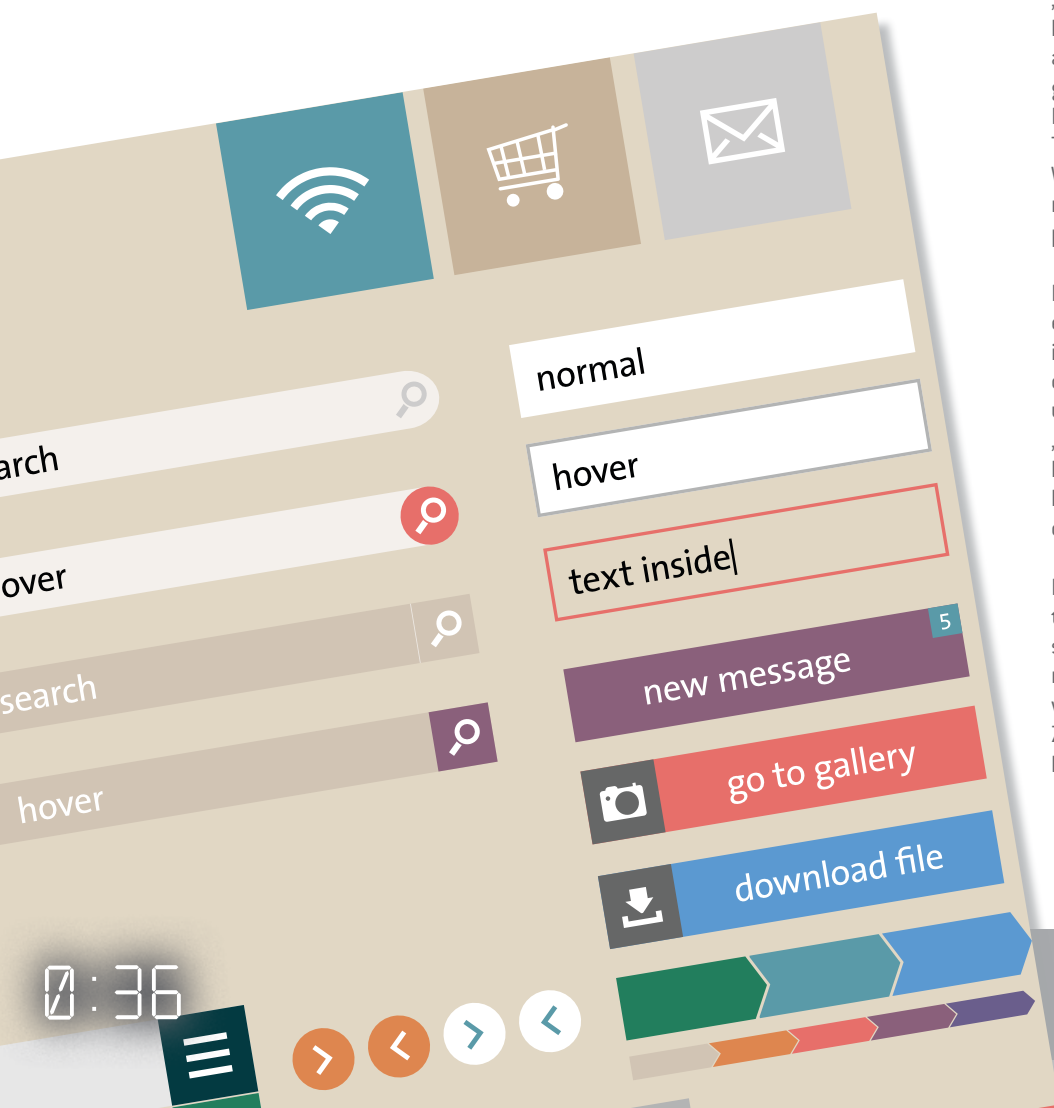 normal
arch
hover
over
text inside
5
search
new message
hover
go to gallery
download file
0:36